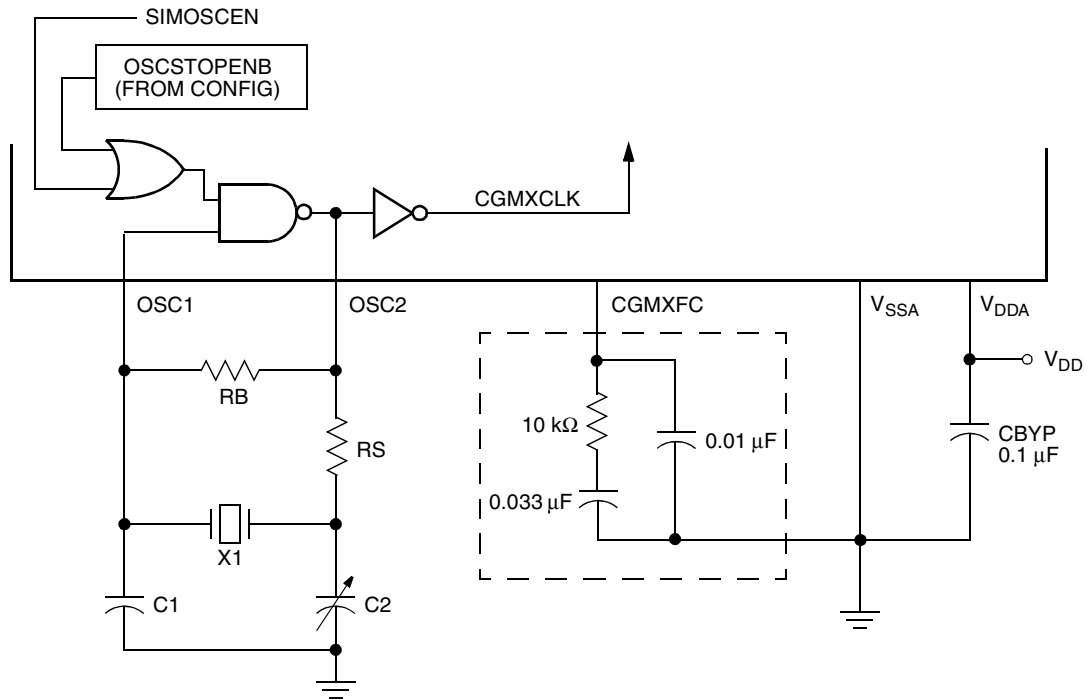 SIMOSCEN
OSCSTOPENB
(FROM CONFIG)
CGMXCLK
OSC1
OSC2
CGMXFC
VSSA
VDDA
VDD
RB
10 kΩ
0.01 μF
CBYP
0.1 μF
RS
0.033 μF
X1
C1
C2